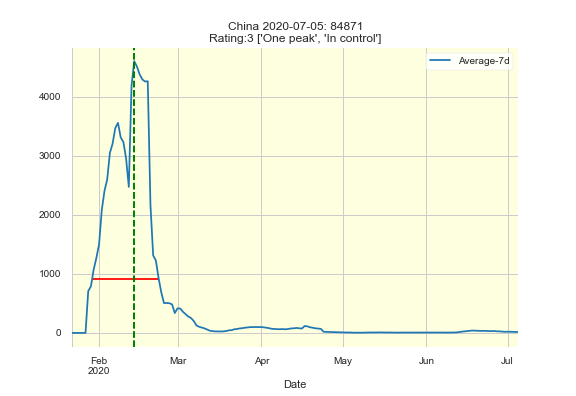 China 2020-07-05: 84871
Rating:3 ['One peak', 'In control']
Average-7d
4000
3000
2000
1000
0
Feb
2020
Mar
Apr
May
Jun
Jul
Date